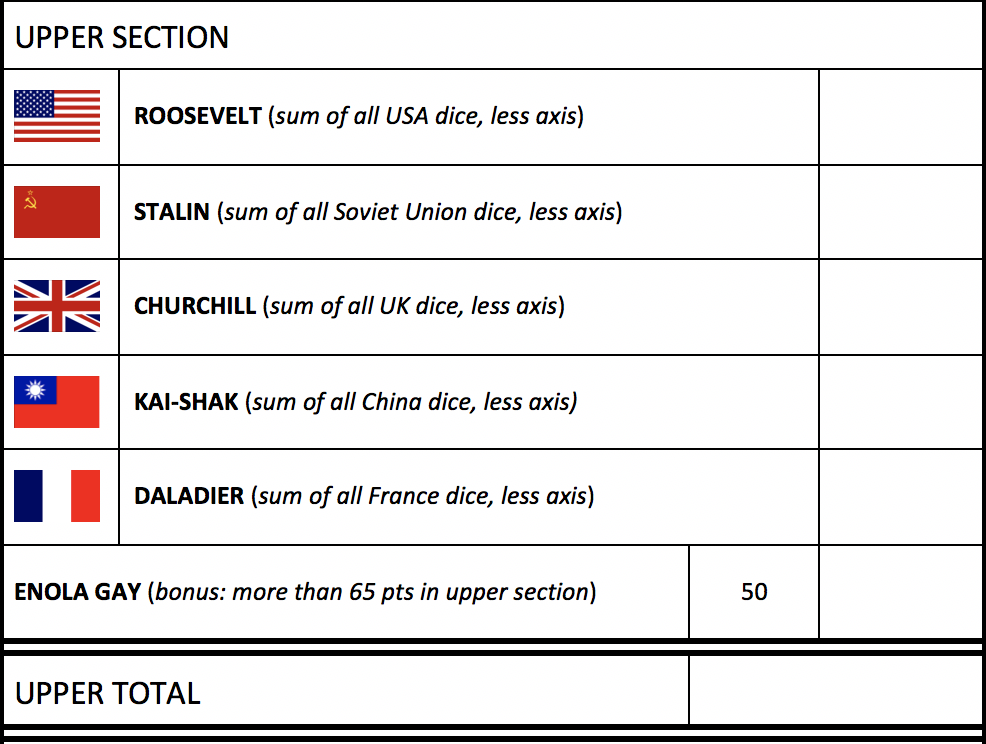 UPPER SECTION
ROOSEVELT (sum of all USA dice, less axis)
STALIN (sum of all Soviet Union dice, less axis)
CHURCHILL (sum of all UK dice, less axis)
KAI-SHAK (sum of all China dice, less axis)
DALADIER (sum of all France dice, less axis)
ENOLA GAY (bonus: more than 65 pts in upper section) 50
UPPER TOTAL